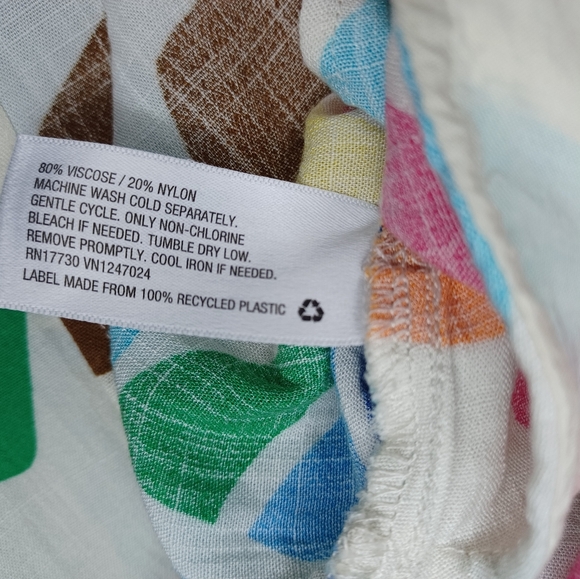 80% VISCOSE / 20% NYLON
MACHINE WASH COLD SEPARATELY.
GENTLE CYCLE. ONLY NON-CHLORINE
BLEACH IF NEEDED. TUMBLE DRY LOW.
REMOVE PROMPTLY. COOL IRON IF NEEDED.
RN17730 VN1247024
LABEL MADE FROM 100% RECYCLED PLASTIC